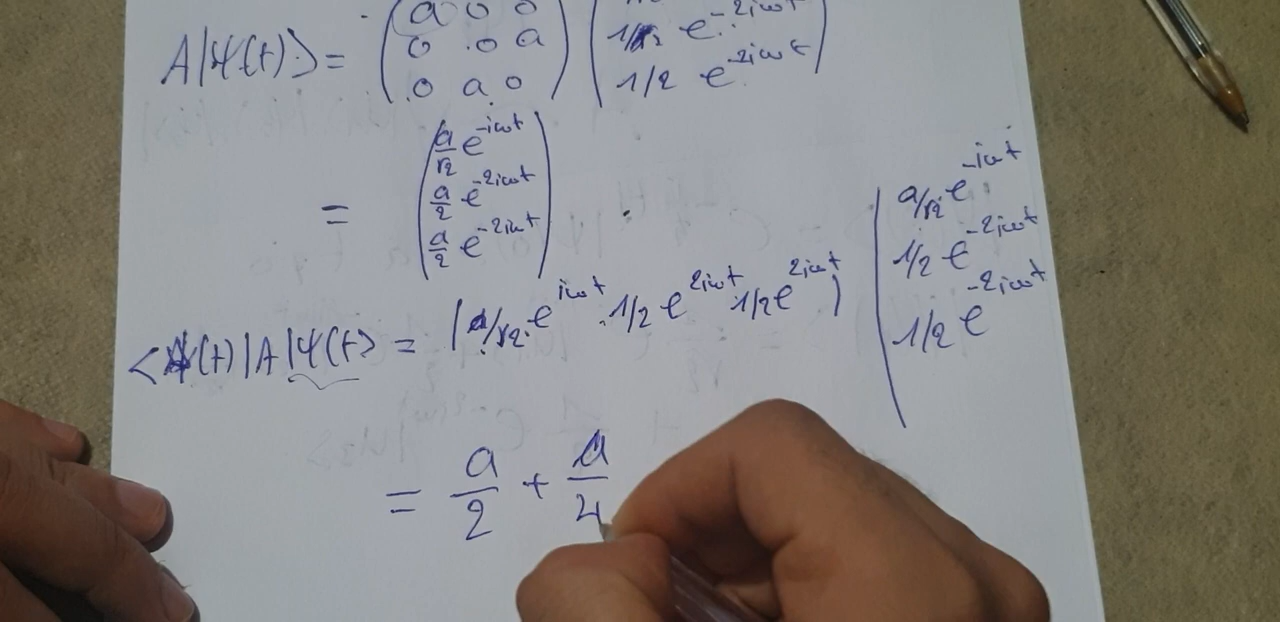 A|Ψ(t)⟩ = (a 0 0
0 0 a 1/2 e^-2iωt
0 a 0) 1/2 e^-2iωt
= (a/√2 e^-iωt
a/2 e^-2iωt
a/2 e^-2iωt)
a/√2 e^-iωt
1/2 e^-2iωt
1/2 e^-2iωt
⟨Ψ(t)|A|Ψ(t)⟩ = (1/√2 e^iωt 1/2 e^2iωt 1/2 e^2iωt)
= a/2 + a/4